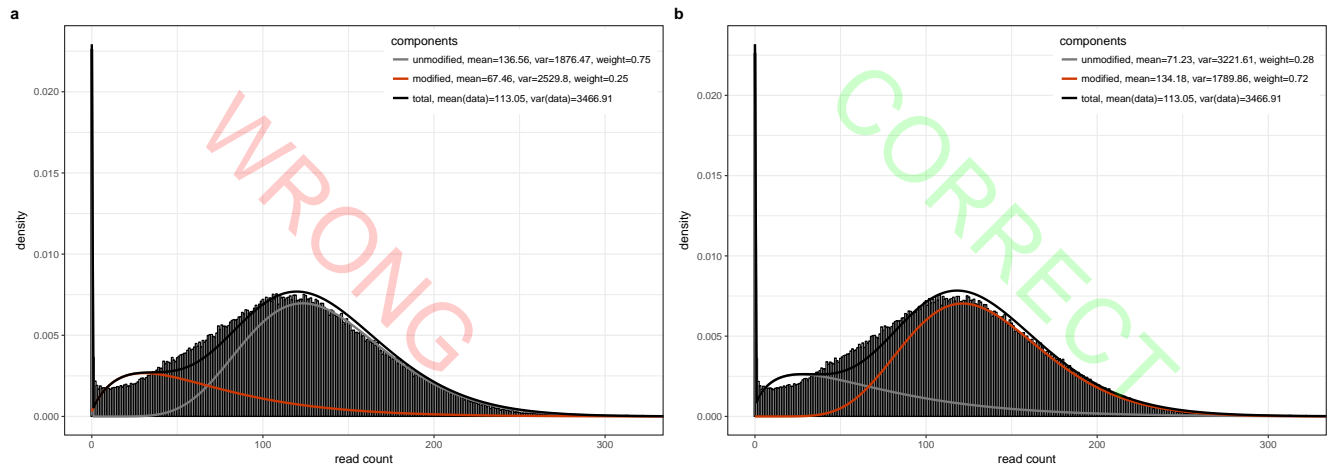 a
components
unmodified, mean=136.56, var=1876.47, weight=0.75
modified, mean=67.46, var=2529.8, weight=0.25
total, mean(data)=113.05, var(data)=3466.91
WRONG
density
0.020
0.015
0.010
0.005
0.000
0
100
200
300
read count
b
components
unmodified, mean=71.23, var=3221.61, weight=0.28
modified, mean=134.18, var=1789.86, weight=0.72
total, mean(data)=113.05, var(data)=3466.91
CORRECT
density
0.020
0.015
0.010
0.005
0.000
0
100
200
300
read count